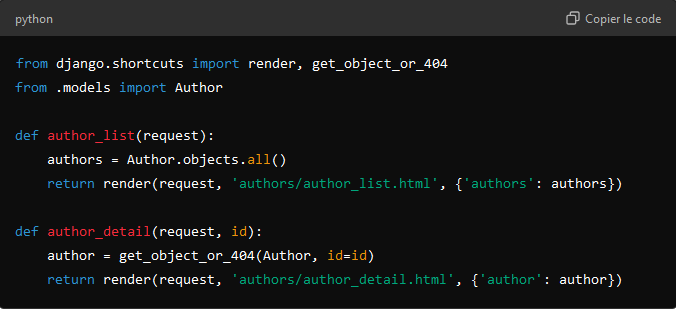 python
Copier le code
from django.shortcuts import render, get_object_or_404
from .models import Author
def author_list(request):
    authors = Author.objects.all()
    return render(request, 'authors/author_list.html', {'authors': authors})
def author_detail(request, id):
    author = get_object_or_404(Author, id=id)
    return render(request, 'authors/author_detail.html', {'author': author})